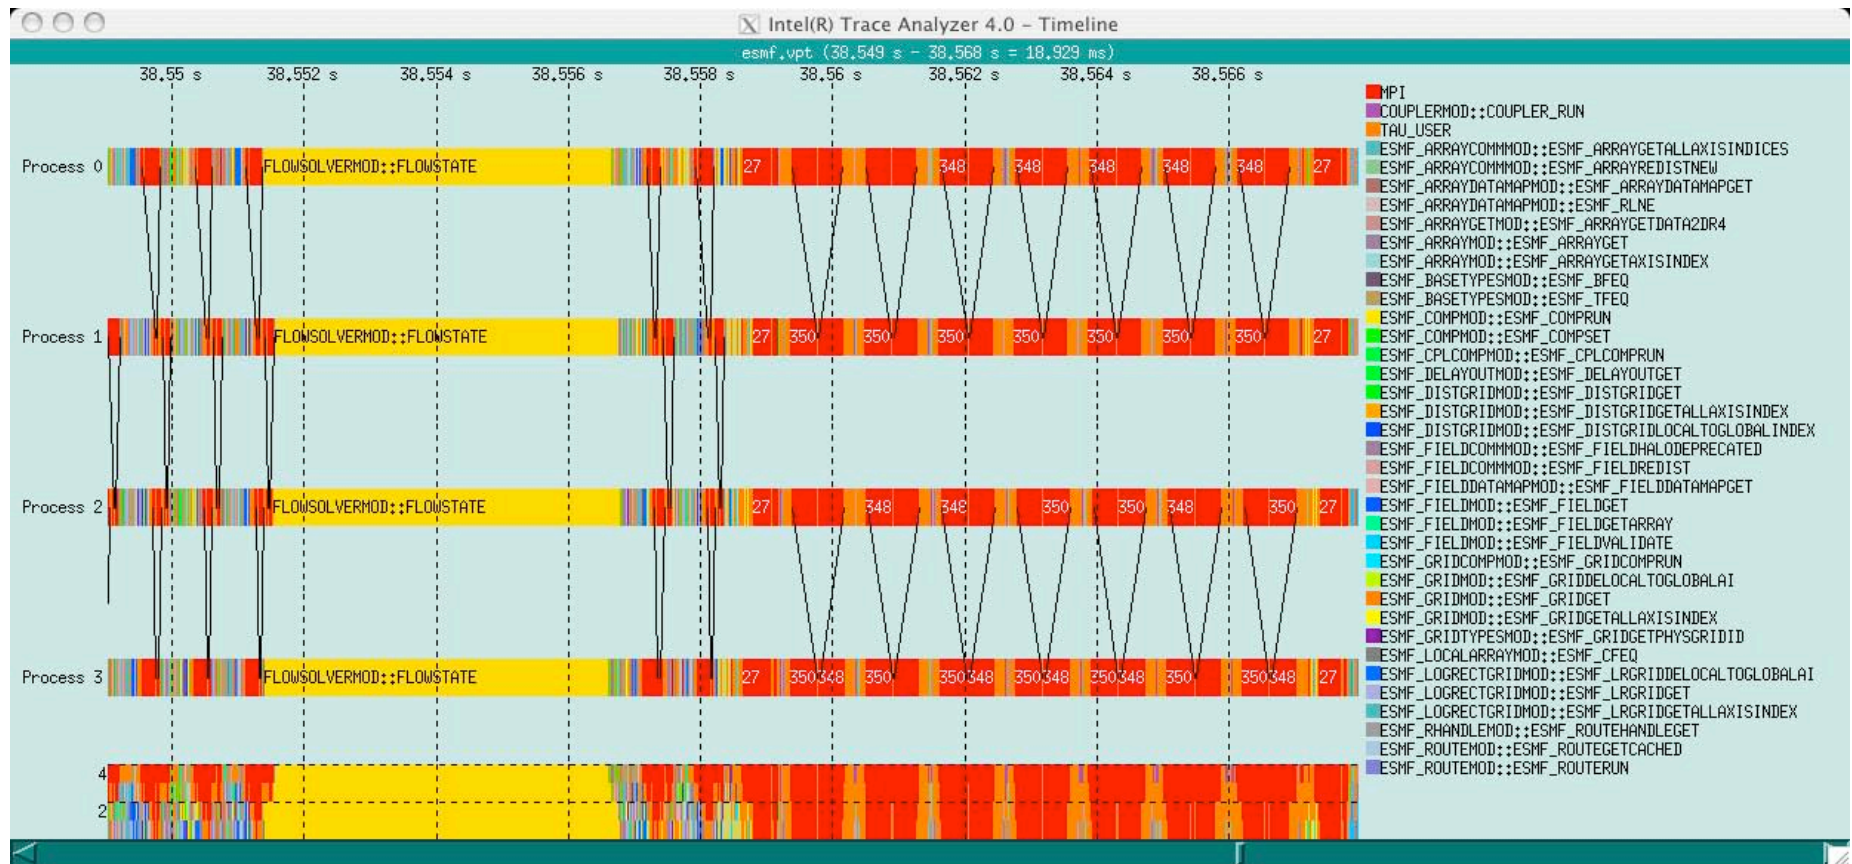 X Intel(R) Trace Analyzer 4.0 – Timeline
esmf.vpt (38.549 s - 38.568 s = 18.929 ms)
38.55 s 38.552 s 38.554 s 38.556 s 38.558 s 38.56 s 38.562 s 38.564 s 38.566 s
Process 0 FLOWSOLVERMOD::FLOWSTATE 27 348 348 348 348 348 27
Process 1 FLOWSOLVERMOD::FLOWSTATE 27 350 350 350 350 350 350 350 27
Process 2 FLOWSOLVERMOD::FLOWSTATE 27 348 348 350 350 348 350 27
Process 3 FLOWSOLVERMOD::FLOWSTATE 27 350348 350 350348 350348 350348 350 350348 27
4
2
MPI
COUPLERMOD::COUPLER_RUN
TAU_USER
ESMF_ARRAYCOMMMOD::ESMF_ARRAYGETALLAXISINDICES
ESMF_ARRAYCOMMMOD::ESMF_ARRAYREDISTNEW
ESMF_ARRAYDATAMAPMOD::ESMF_ARRAYDATAMAPGET
ESMF_ARRAYDATAMAPMOD::ESMF_RLNE
ESMF_ARRAYGETMOD::ESMF_ARRAYGETDATA2DR4
ESMF_ARRAYMOD::ESMF_ARRAYGET
ESMF_ARRAYMOD::ESMF_ARRAYGETAXISINDEX
ESMF_BASETYPESMOD::ESMF_BFEQ
ESMF_BASETYPESMOD::ESMF_TFEQ
ESMF_COMPMOD::ESMF_COMPRUN
ESMF_COMPMOD::ESMF_COMPSET
ESMF_CPLCOMPMOD::ESMF_CPLCOMPRUN
ESMF_DELAYOUTMOD::ESMF_DELAYOUTGET
ESMF_DISTGRIDMOD::ESMF_DISTGRIDGET
ESMF_DISTGRIDMOD::ESMF_DISTGRIDGETALLAXISINDEX
ESMF_DISTGRIDMOD::ESMF_DISTGRIDLOCALTOGLOBALINDEX
ESMF_FIELDCOMMMOD::ESMF_FIELDHALODEPRECATED
ESMF_FIELDCOMMMOD::ESMF_FIELDREDIST
ESMF_FIELDDATAMAPMOD::ESMF_FIELDDATAMAPGET
ESMF_FIELDMOD::ESMF_FIELDGET
ESMF_FIELDMOD::ESMF_FIELDGETARRAY
ESMF_FIELDMOD::ESMF_FIELDVALIDATE
ESMF_GRIDCOMPMOD::ESMF_GRIDCOMPRUN
ESMF_GRIDMOD::ESMF_GRIDDELOCALTOGLOBALAI
ESMF_GRIDMOD::ESMF_GRIDGET
ESMF_GRIDMOD::ESMF_GRIDGETALLAXISINDEX
ESMF_GRIDTYPESMOD::ESMF_GRIDGETPHYSGRIDID
ESMF_LOCALARRAYMOD::ESMF_CFEQ
ESMF_LOGRECTGRIDMOD::ESMF_LRGRIDDELOCALTOGLOBALAI
ESMF_LOGRECTGRIDMOD::ESMF_LRGRIDGET
ESMF_LOGRECTGRIDMOD::ESMF_LRGRIDGETALLAXISINDEX
ESMF_RHANDLEMOD::ESMF_ROUTEHANDLEGET
ESMF_ROUTEMOD::ESMF_ROUTEGETCACHED
ESMF_ROUTEMOD::ESMF_ROUTERUN